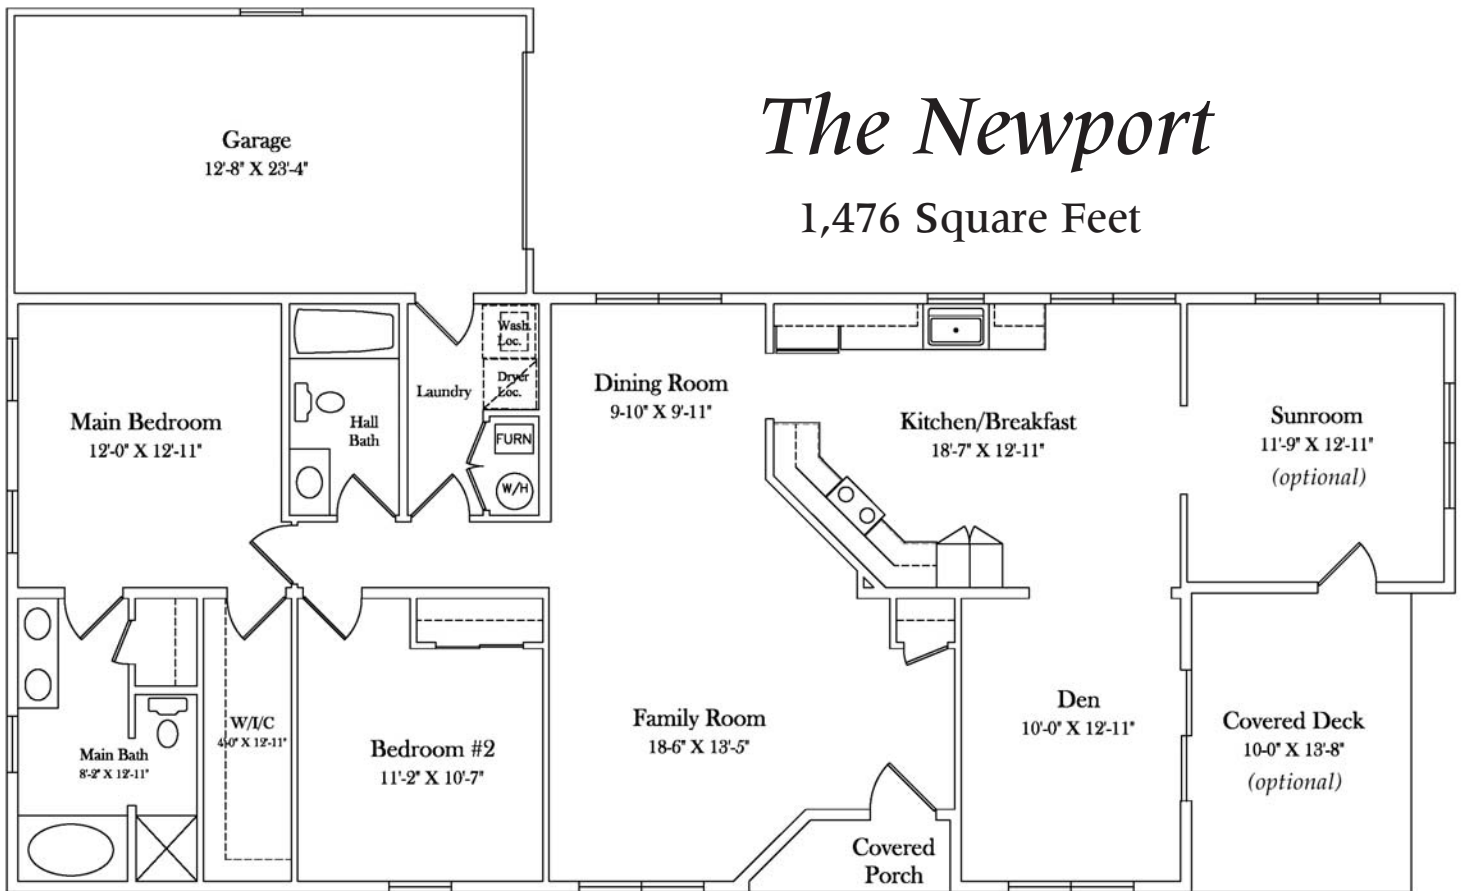 The Newport
1,476 Square Feet
Garage
12'-8" X 23'-4"
Wash
Loc.
Dryer
Loc.
Laundry
FURN
W/H
Hall
Bath
Main Bedroom
12'-0" X 12'-11"
Dining Room
9-10" X 9'-11"
Kitchen/Breakfast
18'-7" X 12'-11"
Sunroom
11'-9" X 12'-11"
(optional)
Main Bath
8'-2" X 12'-11"
W/I/C
4'-0" X 12'-11"
Bedroom #2
11'-2" X 10'-7"
Family Room
18'-6" X 13'-5"
Den
10'-0" X 12'-11"
Covered Deck
10-0" X 13'-8"
(optional)
Covered
Porch